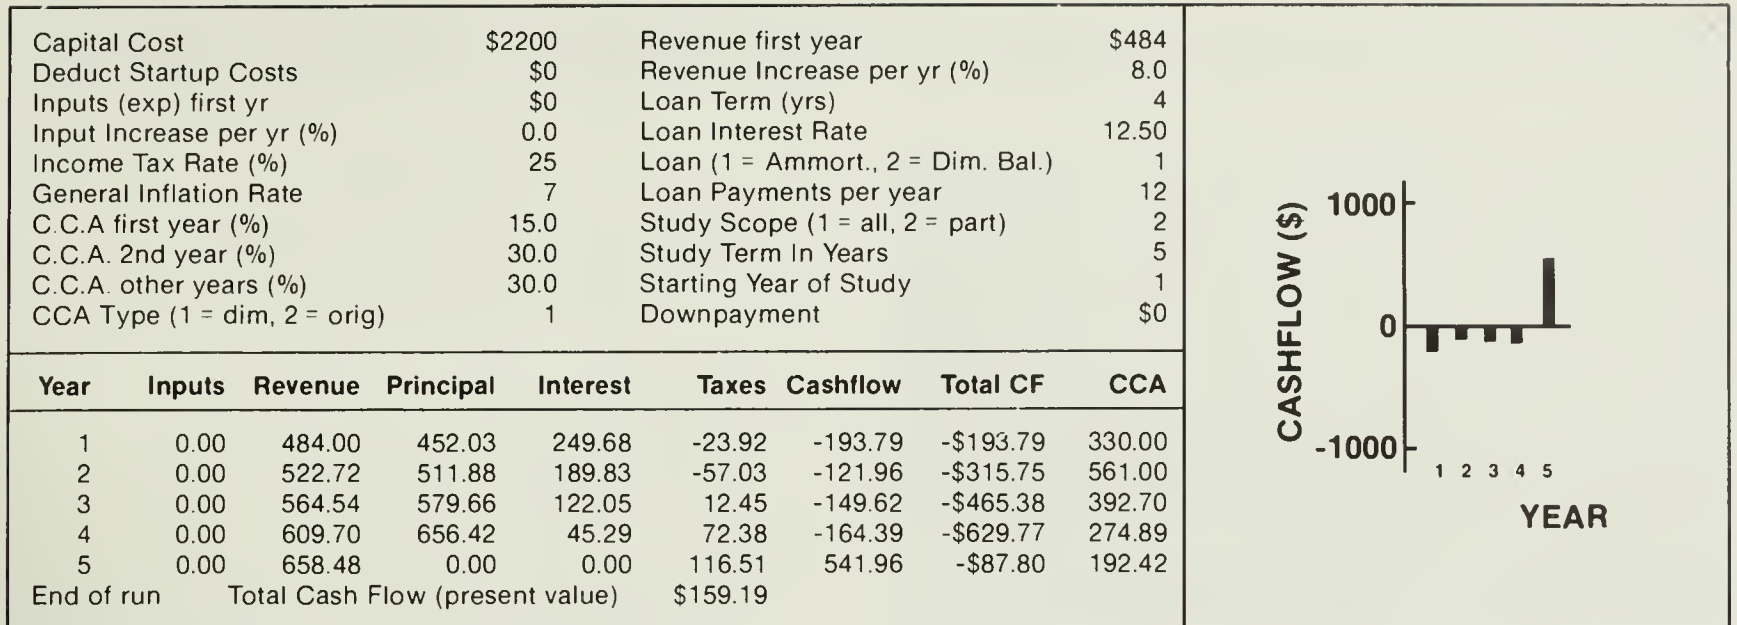 Capital Cost $2200 Revenue first year $484
Deduct Startup Costs $0 Revenue Increase per yr (%) 8.0
Inputs (exp) first yr $0 Loan Term (yrs) 4
Input Increase per yr (%) 0.0 Loan Interest Rate 12.50
Income Tax Rate (%) 25 Loan (1 = Ammort., 2 = Dim. Bal.) 1
General Inflation Rate 7 Loan Payments per year 12
C.C.A first year (%) 15.0 Study Scope (1 = all, 2 = part) 2
C.C.A. 2nd year (%) 30.0 Study Term In Years 5
C.C.A. other years (%) 30.0 Starting Year of Study 1
CCA Type (1 = dim, 2 = orig) 1 Downpayment $0
Year Inputs Revenue Principal Interest Taxes Cashflow Total CF CCA
1 0.00 484.00 452.03 249.68 -23.92 -193.79 -$193.79 330.00
2 0.00 522.72 511.88 189.83 -57.03 -121.96 -$315.75 561.00
3 0.00 564.54 579.66 122.05 12.45 -149.62 -$465.38 392.70
4 0.00 609.70 656.42 45.29 72.38 -164.39 -$629.77 274.89
5 0.00 658.48 0.00 0.00 116.51 541.96 -$87.80 192.42
End of run Total Cash Flow (present value) $159.19
CASHFLOW ($)
1000
0
-1000
1 2 3 4 5
YEAR